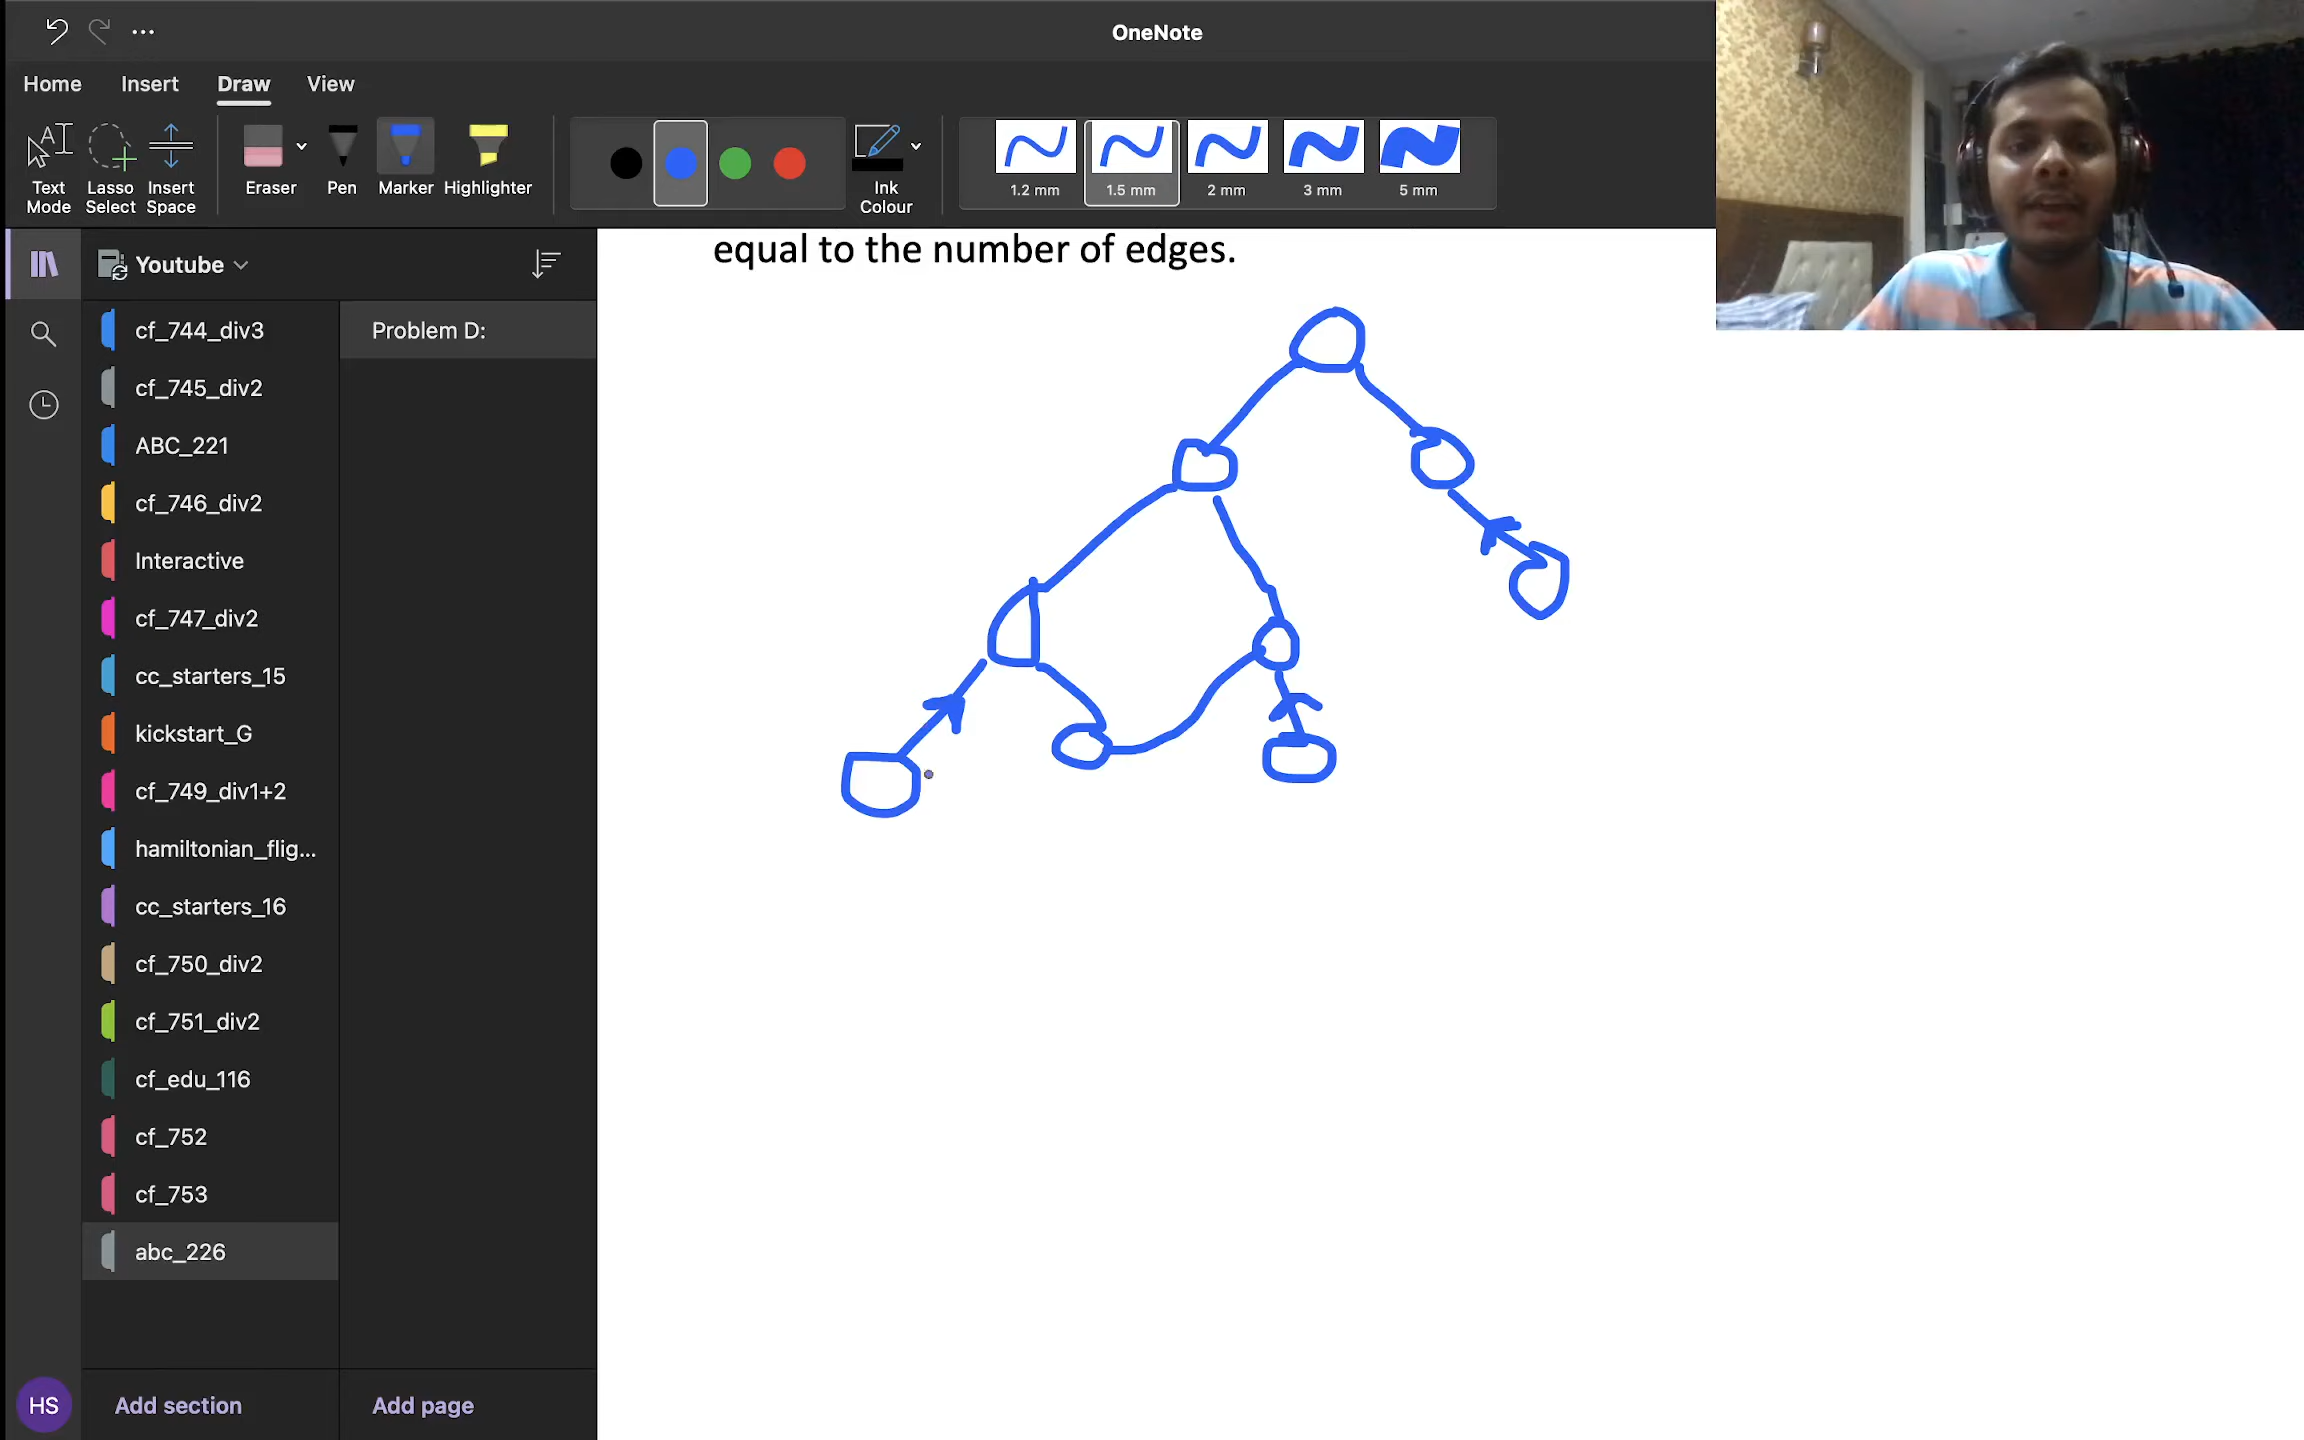 OneNote
Home Insert Draw View
Text Mode
Lasso Select
Insert Space
Eraser
Pen
Marker
Highlighter
Ink Colour
1.2 mm
1.5 mm
2 mm
3 mm
5 mm
Youtube
cf_744_div3
cf_745_div2
ABC_221
cf_746_div2
Interactive
cf_747_div2
cc_starters_15
kickstart_G
cf_749_div1+2
hamiltonian_flig...
cc_starters_16
cf_750_div2
cf_751_div2
cf_edu_116
cf_752
cf_753
abc_226
Problem D:
equal to the number of edges.
HS
Add section
Add page